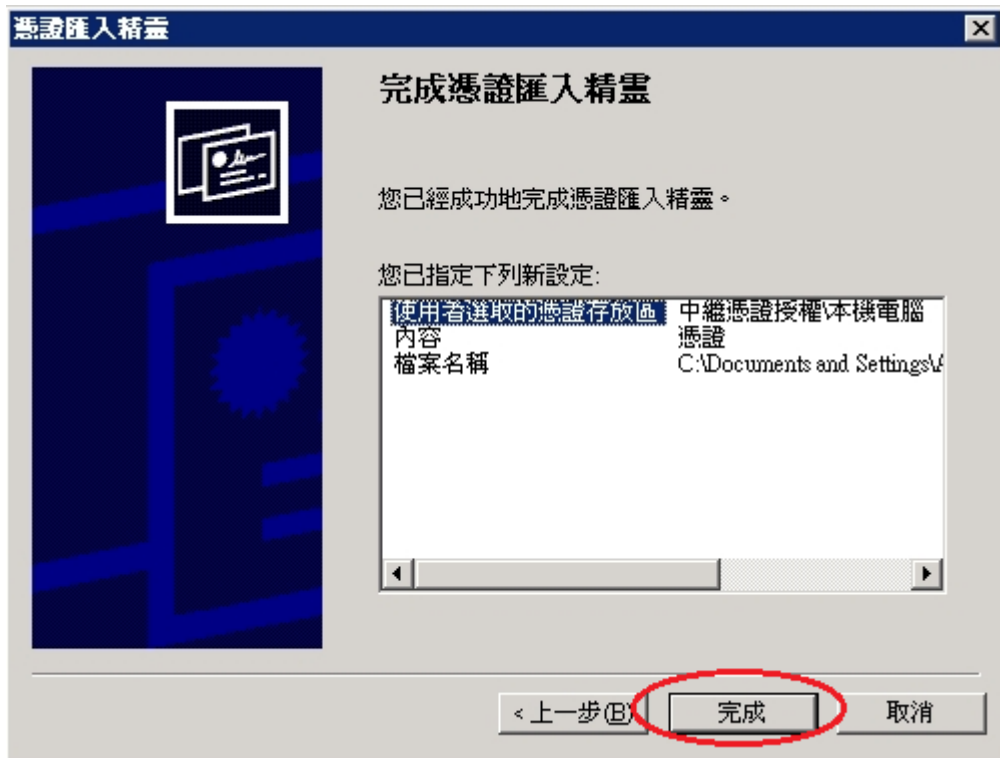 憑證匯入精靈
完成憑證匯入精靈
您已經成功地完成憑證匯入精靈。
您已指定下列新設定:
使用者選取的憑證存放區 中繼憑證授權\本機電腦
內容 憑證
檔案名稱 C:\Documents and Settings\A
<上一步(B) 完成 取消